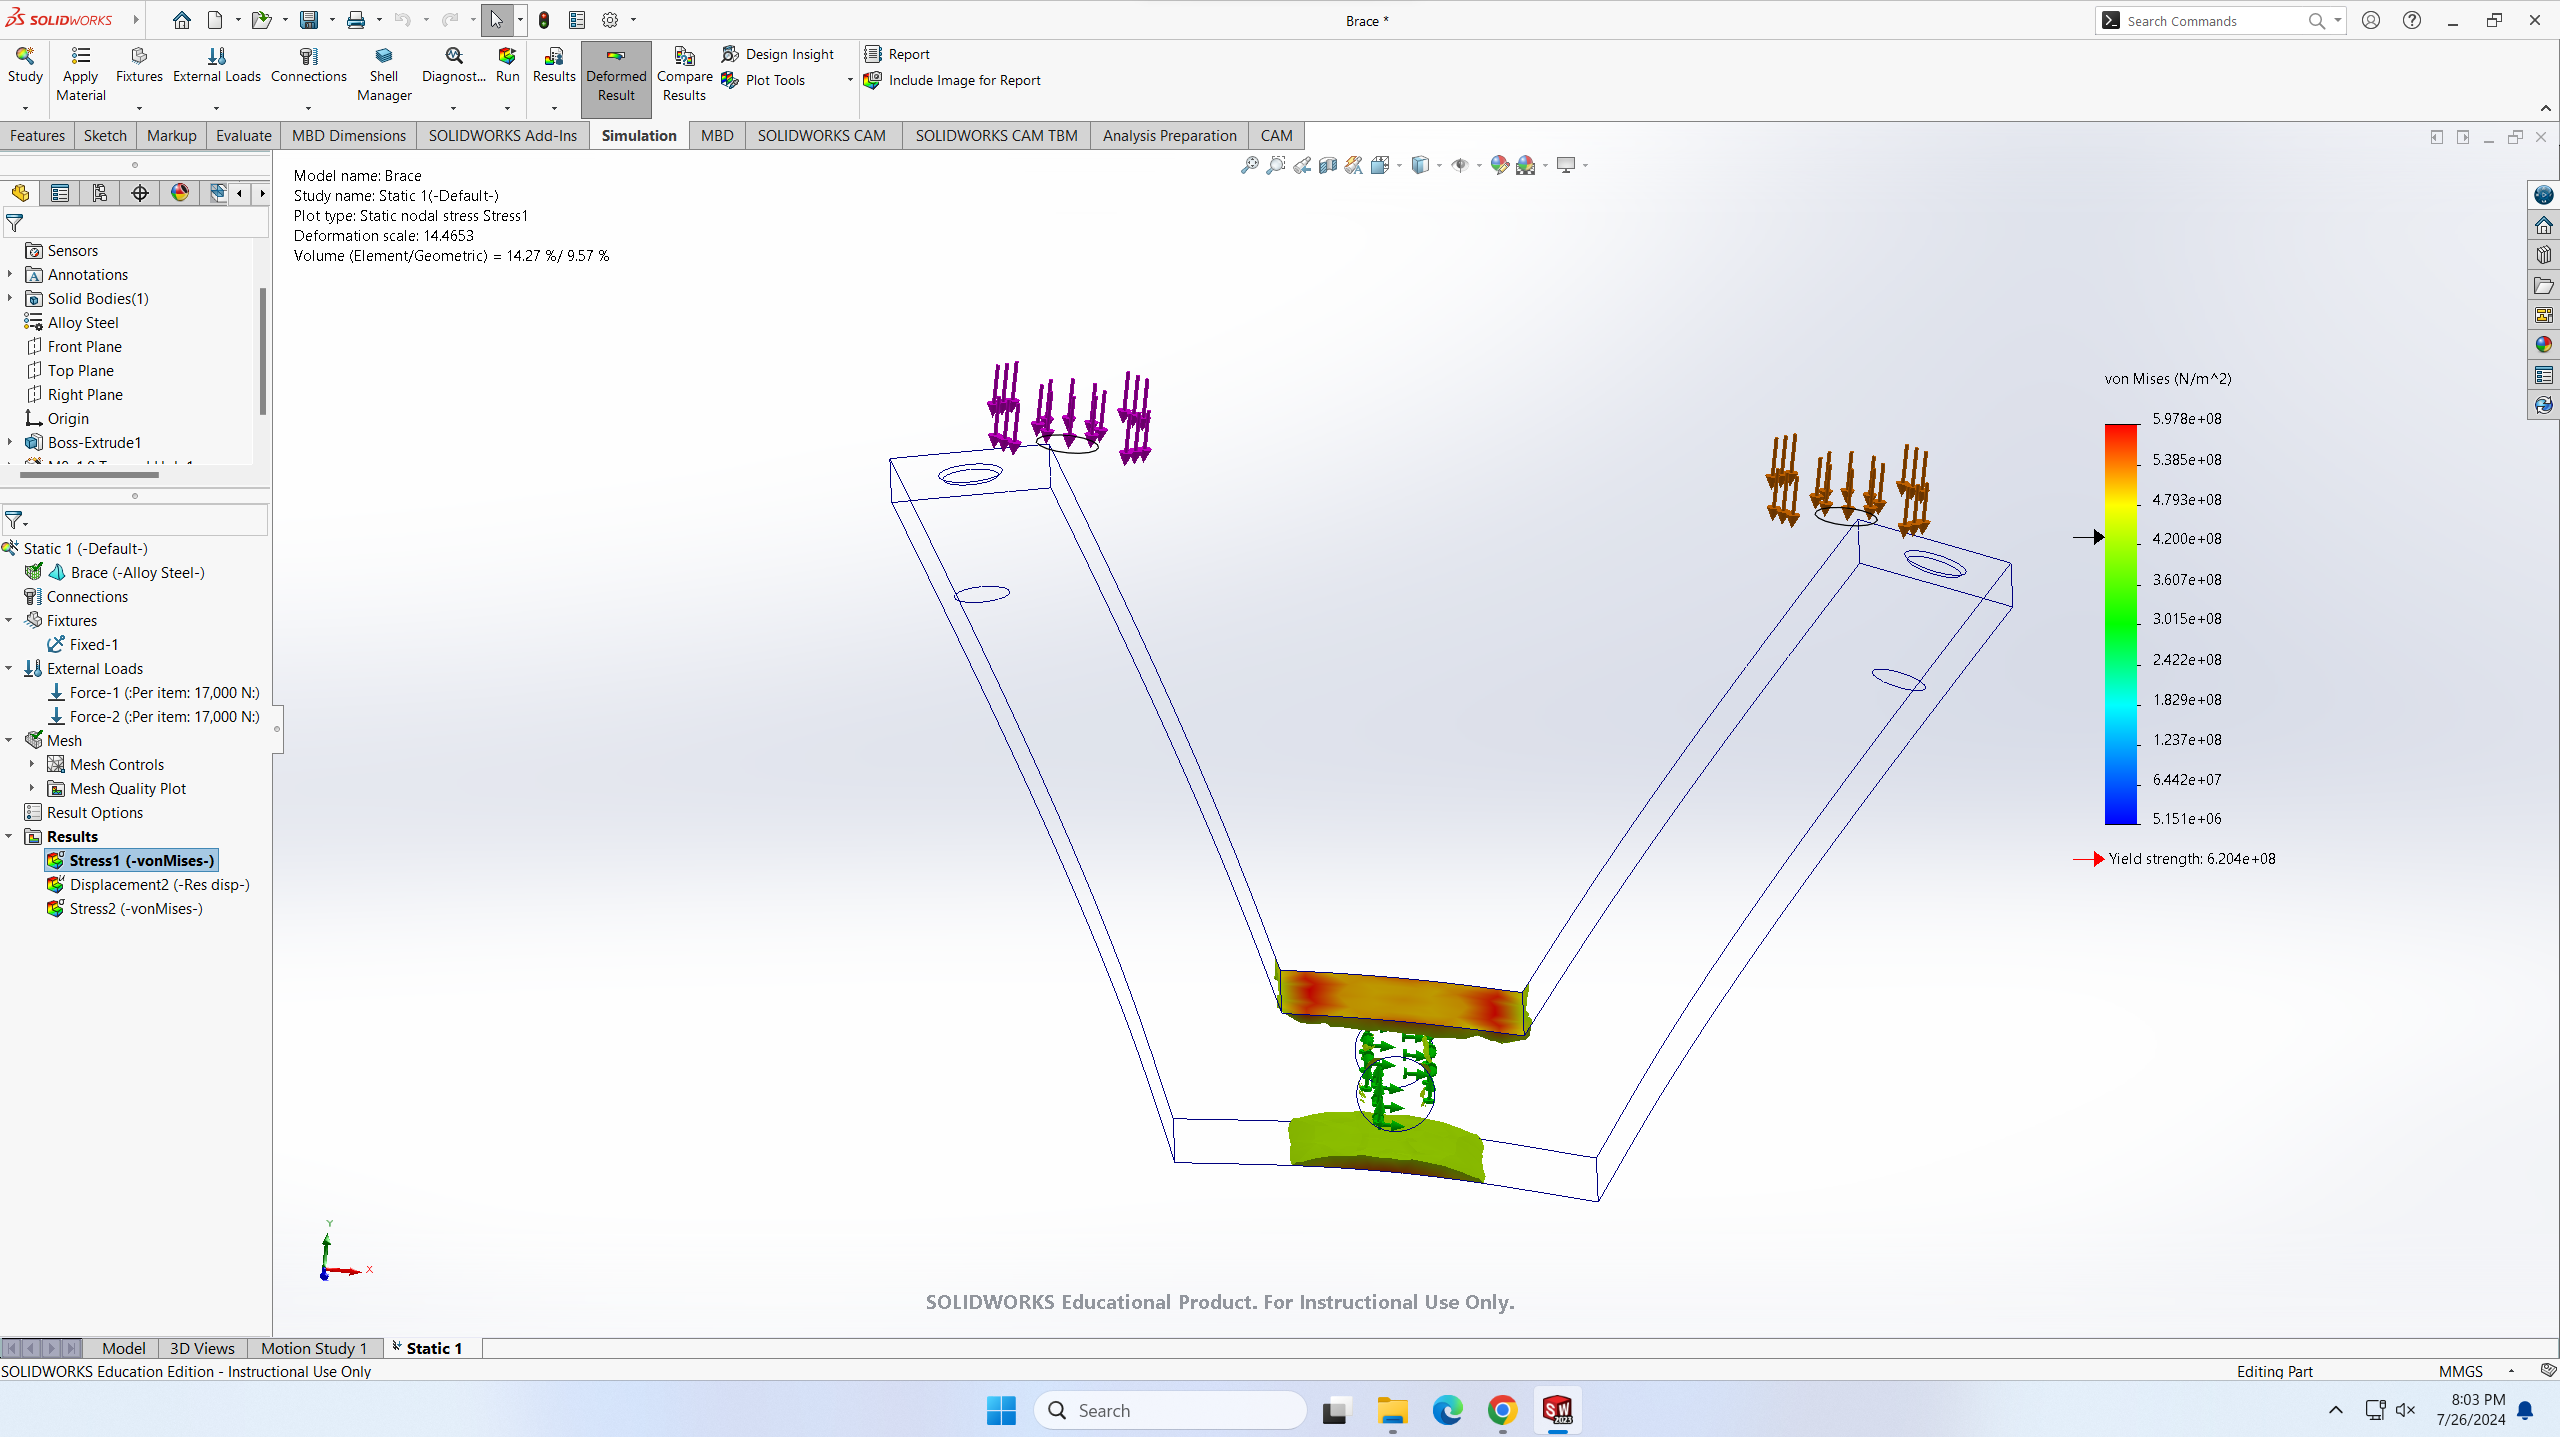 SOLIDWORKS
Brace *
Search Commands
Study
Apply Material
Fixtures
External Loads
Connections
Shell Manager
Diagnost...
Run
Results
Deformed Result
Compare Results
Design Insight
Plot Tools
Report
Include Image for Report
Features
Sketch
Markup
Evaluate
MBD Dimensions
SOLIDWORKS Add-Ins
Simulation
MBD
SOLIDWORKS CAM
SOLIDWORKS CAM TBM
Analysis Preparation
CAM
Sensors
Annotations
Solid Bodies(1)
Alloy Steel
Front Plane
Top Plane
Right Plane
Origin
Boss-Extrude1
Static 1 (-Default-)
Brace (-Alloy Steel-)
Connections
Fixtures
Fixed-1
External Loads
Force-1 (:Per item: 17,000 N:)
Force-2 (:Per item: 17,000 N:)
Mesh
Mesh Controls
Mesh Quality Plot
Result Options
Results
Stress1 (-vonMises-)
Displacement2 (-Res disp-)
Stress2 (-vonMises-)
Model name: Brace
Study name: Static 1(-Default-)
Plot type: Static nodal stress Stress1
Deformation scale: 14.4653
Volume (Element/Geometric) = 14.27 %/ 9.57 %
von Mises (N/m^2)
5.978e+08
5.385e+08
4.793e+08
4.200e+08
3.607e+08
3.015e+08
2.422e+08
1.829e+08
1.237e+08
6.442e+07
5.151e+06
Yield strength: 6.204e+08
Y
X
SOLIDWORKS Educational Product. For Instructional Use Only.
Model
3D Views
Motion Study 1
Static 1
SOLIDWORKS Education Edition - Instructional Use Only
Editing Part
MMGS
Search
SW
2023
8:03 PM
7/26/2024